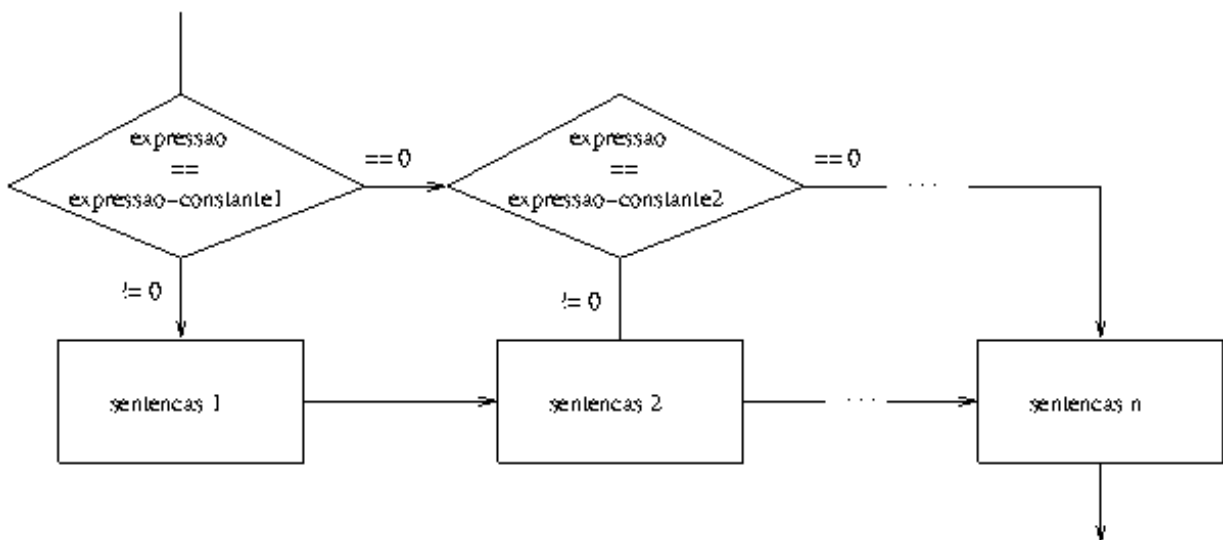 expressao
==
expressao-constante1
== 0
expressao
==
expressao-constante2
== 0
...
!= 0
!= 0
sentencas 1
sentencas 2
...
sentencas n